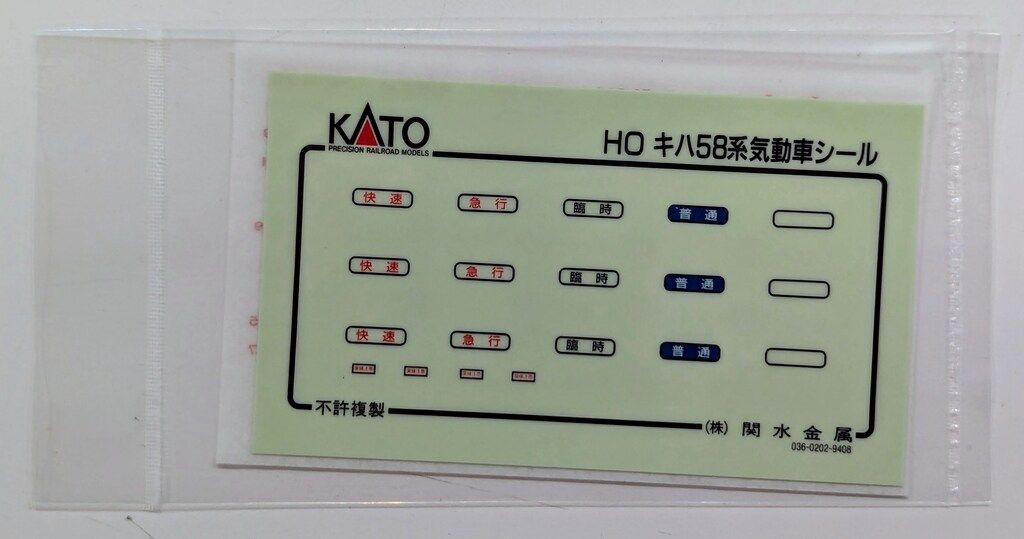 KATO
PRECISION RAILROAD MODELS
HO キハ58系気動車シール
快速 急行 臨時 普通
快速 急行 臨時 普通
快速 急行 臨時 普通
不許複製
(株) 関水金属
036-0202-9408